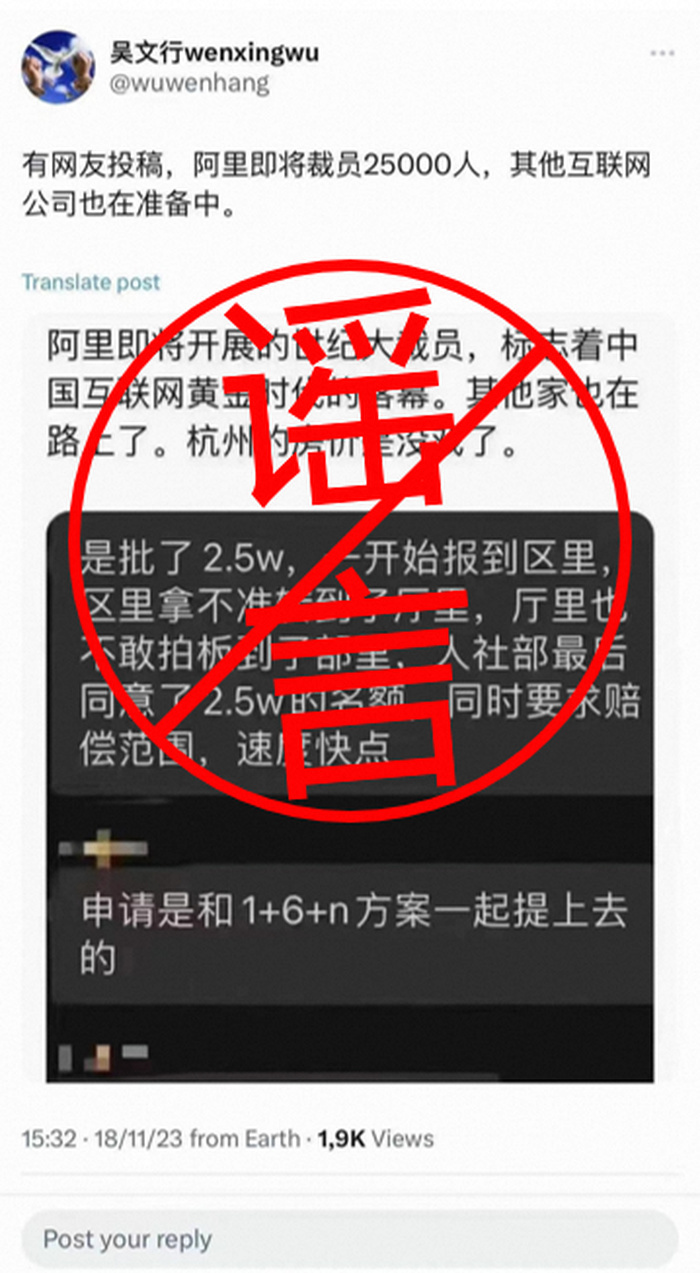 吴文行wenxingwu
@wuwenhang
有网友投稿，阿里即将裁员25000人，其他互联网
公司也在准备中。
Translate post
阿里即将开展的世纪大裁员，标志着中
国互联网黄金时代的落幕。其他家也在
路上了。杭州的房价是没戏了。
谣
言
是批了2.5w，一开始报到区里，
区里拿不准转到了厅里，厅里也
不敢拍板到了部里，人社部最后
同意了2.5w的名额，同时要求赔
偿范围，速度快点
申请是和1+6+n方案一起提上去
的
15:32 · 18/11/23 from Earth · 1,9K Views
Post your reply